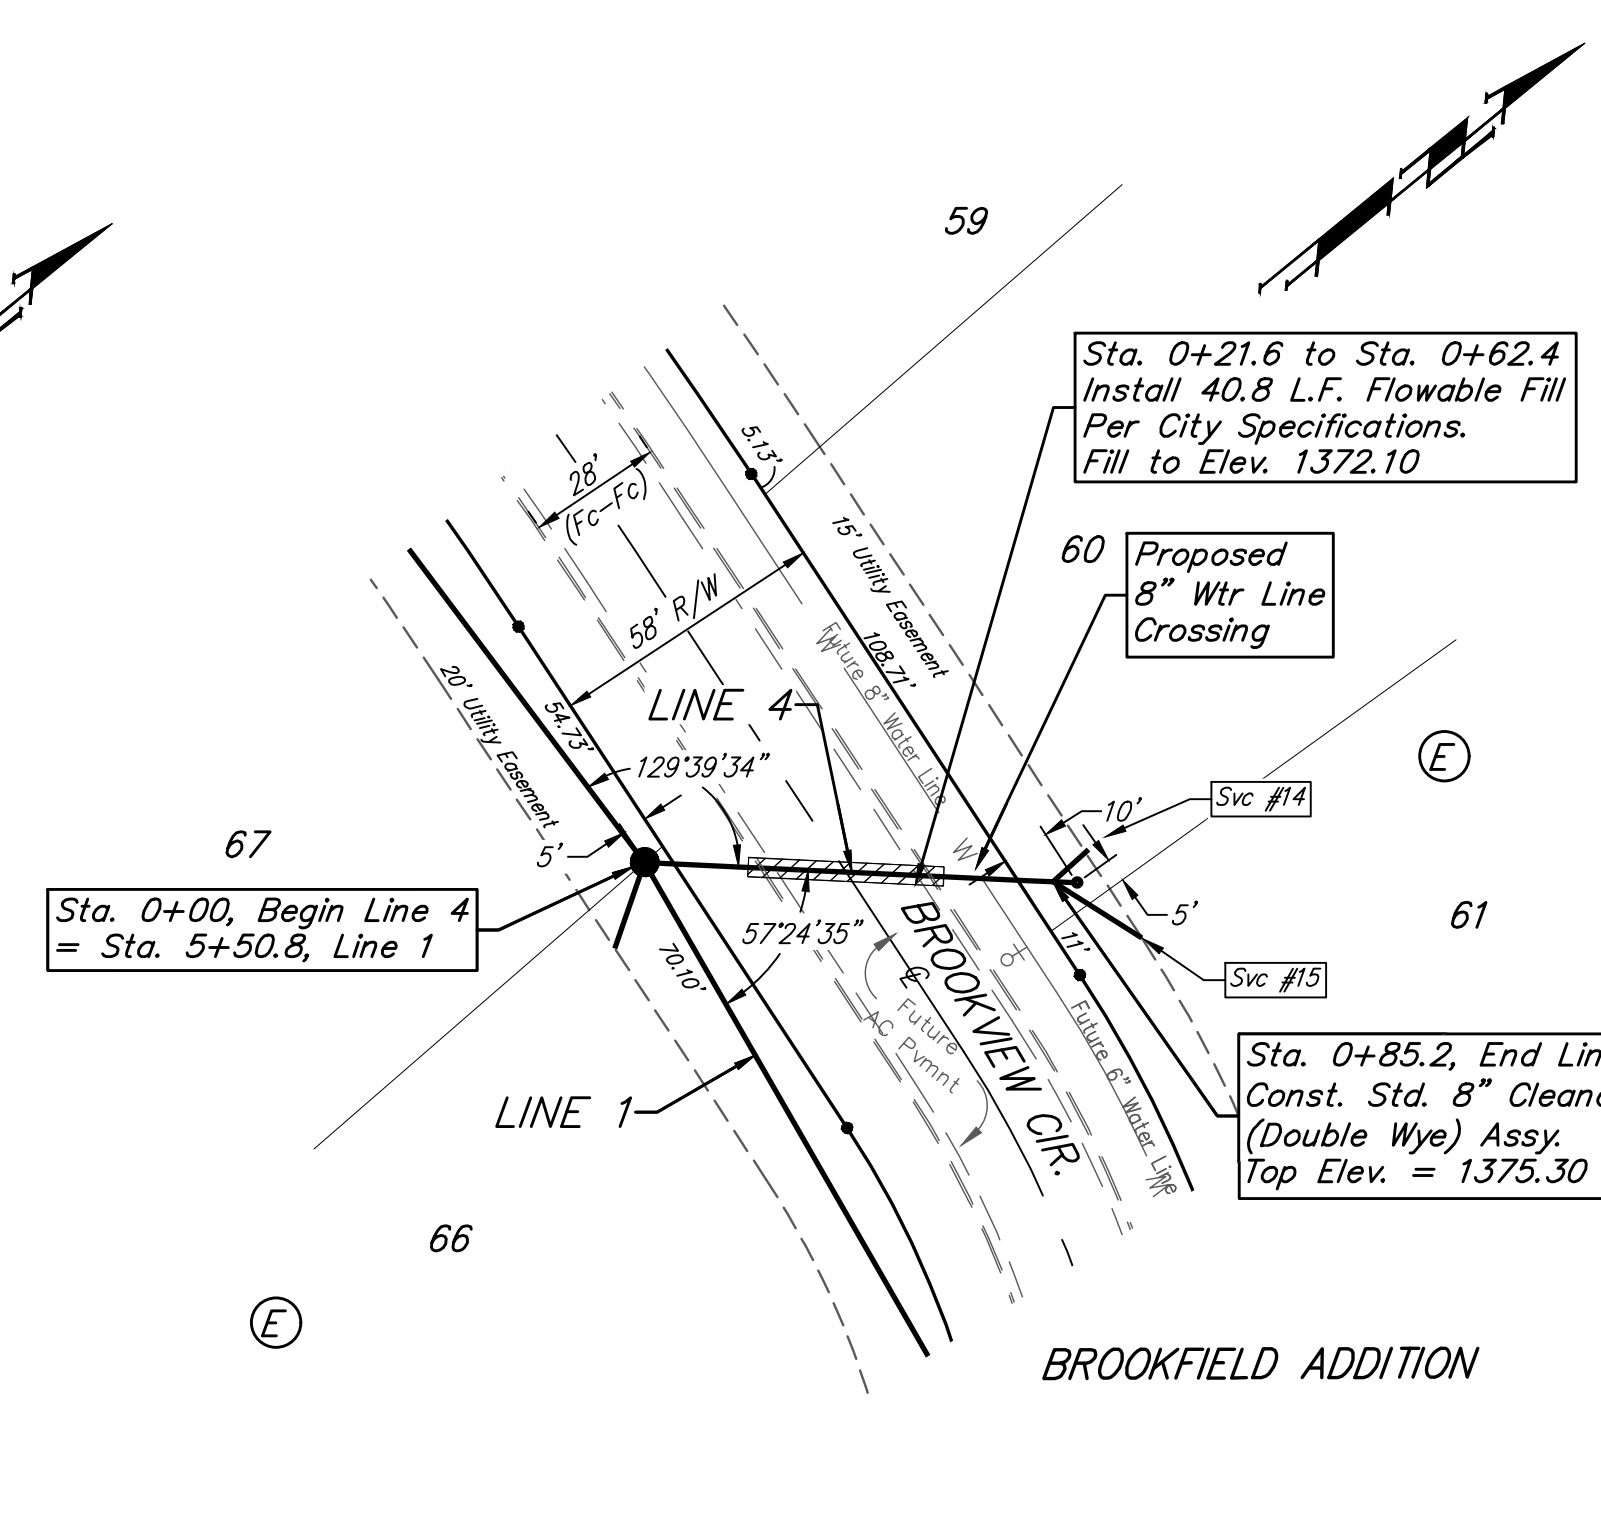 59
Sta. 0+21.6 to Sta. 0+62.4
Install 40.8 L.F. Flowable Fill
Per City Specifications.
Fill to Elev. 1372.10
5.13'
28'
(Fc-Fc)
15' Utility Easement
60
Proposed
8" Wtr Line
Crossing
58' R/W
108.71'
Future 8" Water Line
W
20' Utility Easement
54.73'
LINE 4
129°39'34"
E
Svc #14
10'
67
5'
W
Sta. 0+00, Begin Line 4
= Sta. 5+50.8, Line 1
57°24'35"
70.10'
BROOKVIEW CIR.
11'
5'
61
Svc #15
℄
Future
AC Pvmnt
Future 6" Water Line
W
LINE 1
Sta. 0+85.2, End Lin
Const. Std. 8" Clean
(Double Wye) Assy.
Top Elev. = 1375.30
66
E
BROOKFIELD ADDITION